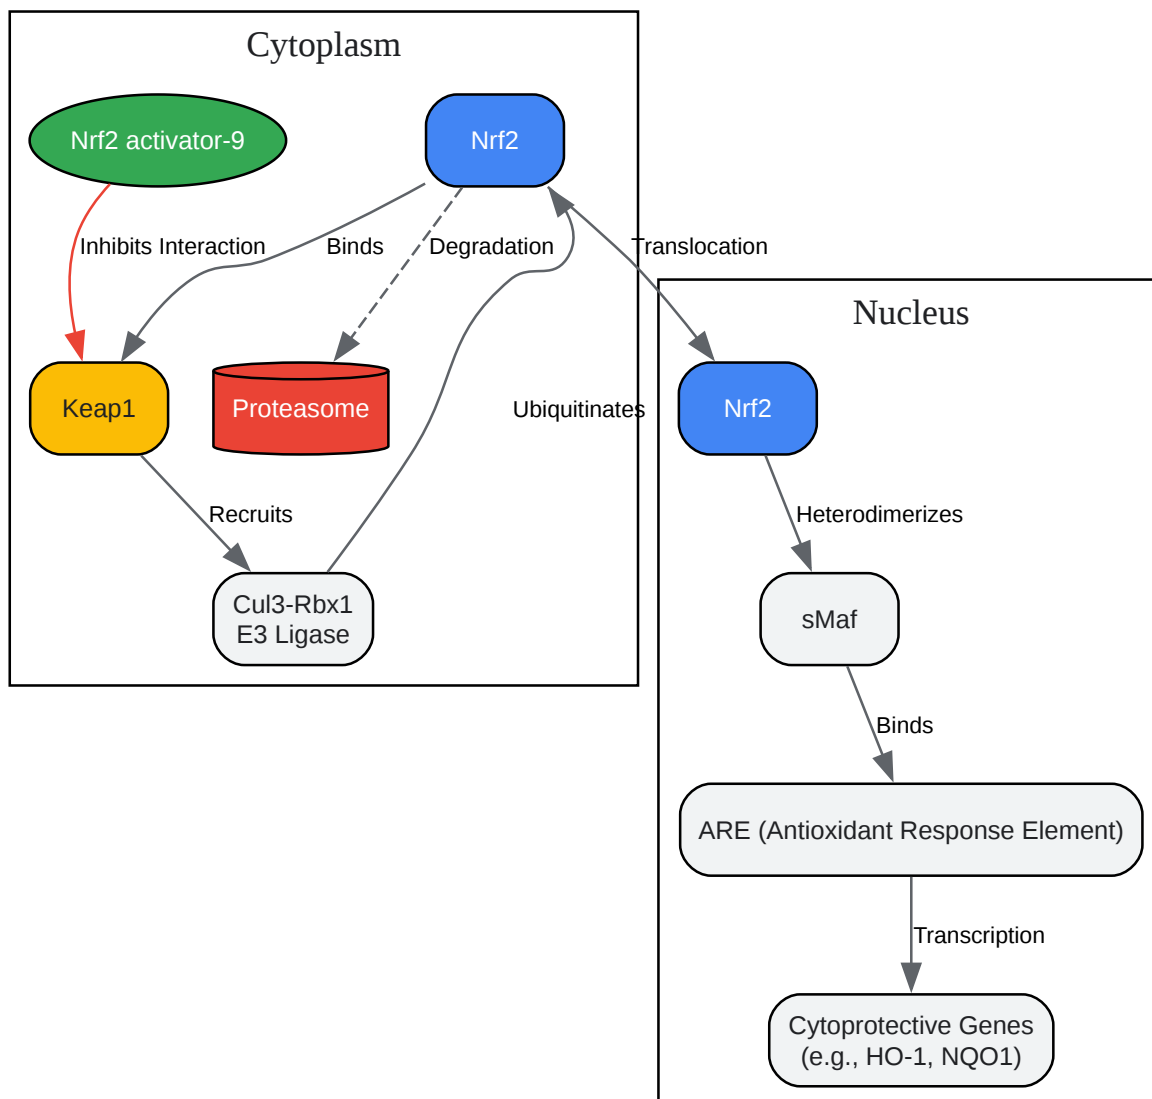 Cytoplasm
Nrf2 activator-9
Nrf2
Inhibits Interaction
Binds
Degradation
Translocation
Nucleus
Keap1
Proteasome
Ubiquitinates
Nrf2
Recruits
Heterodimerizes
Cul3-Rbx1
E3 Ligase
sMaf
Binds
ARE (Antioxidant Response Element)
Transcription
Cytoprotective Genes
(e.g., HO-1, NQO1)